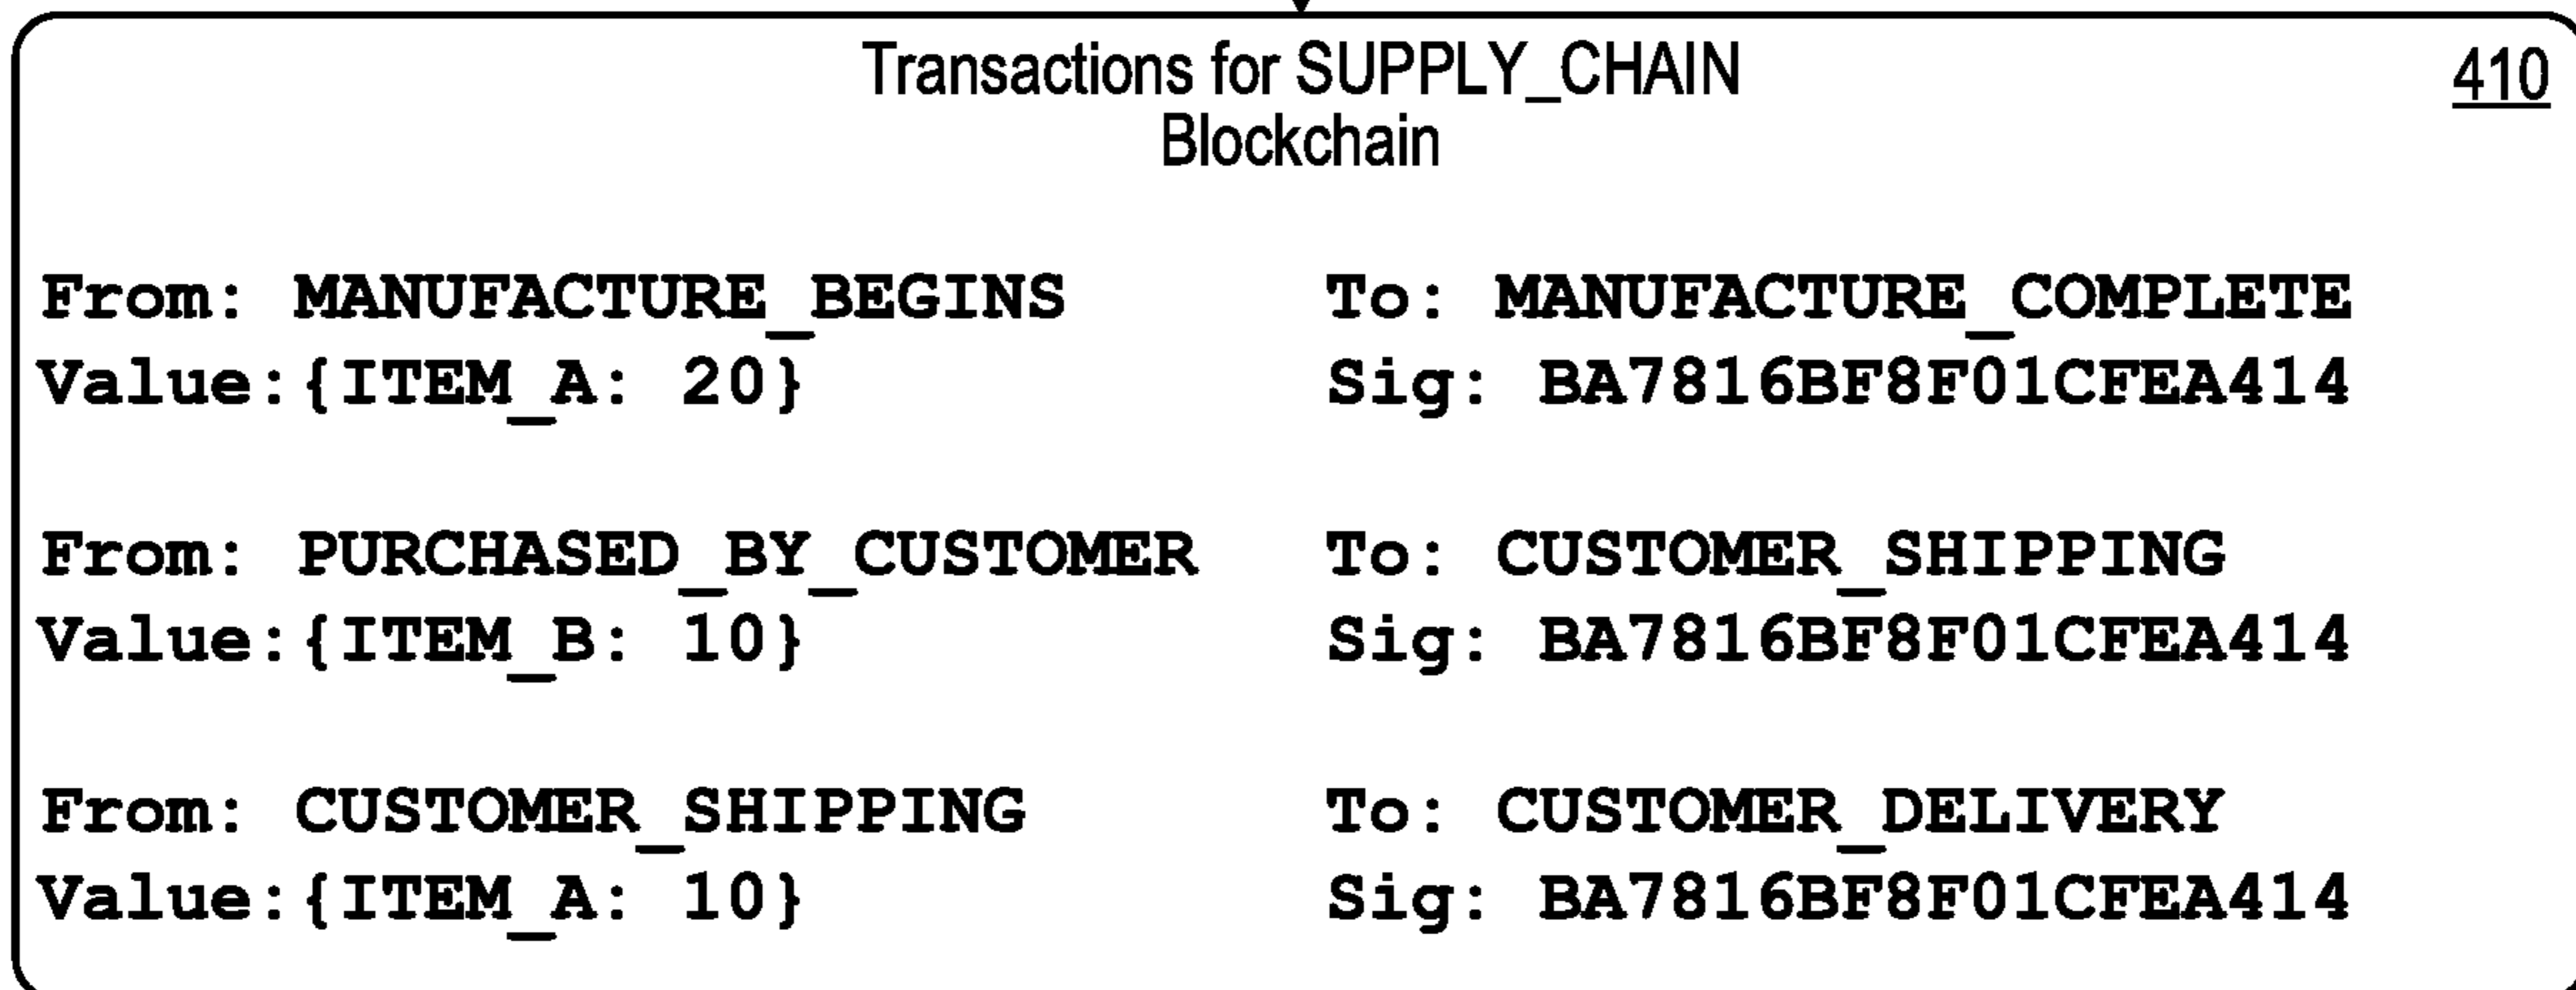 Transactions for SUPPLY_CHAIN 410
Blockchain
From: MANUFACTURE_BEGINS To: MANUFACTURE_COMPLETE
Value:{ITEM_A: 20} Sig: BA7816BF8F01CFEA414
From: PURCHASED_BY_CUSTOMER To: CUSTOMER_SHIPPING
Value:{ITEM_B: 10} Sig: BA7816BF8F01CFEA414
From: CUSTOMER_SHIPPING To: CUSTOMER_DELIVERY
Value:{ITEM_A: 10} Sig: BA7816BF8F01CFEA414